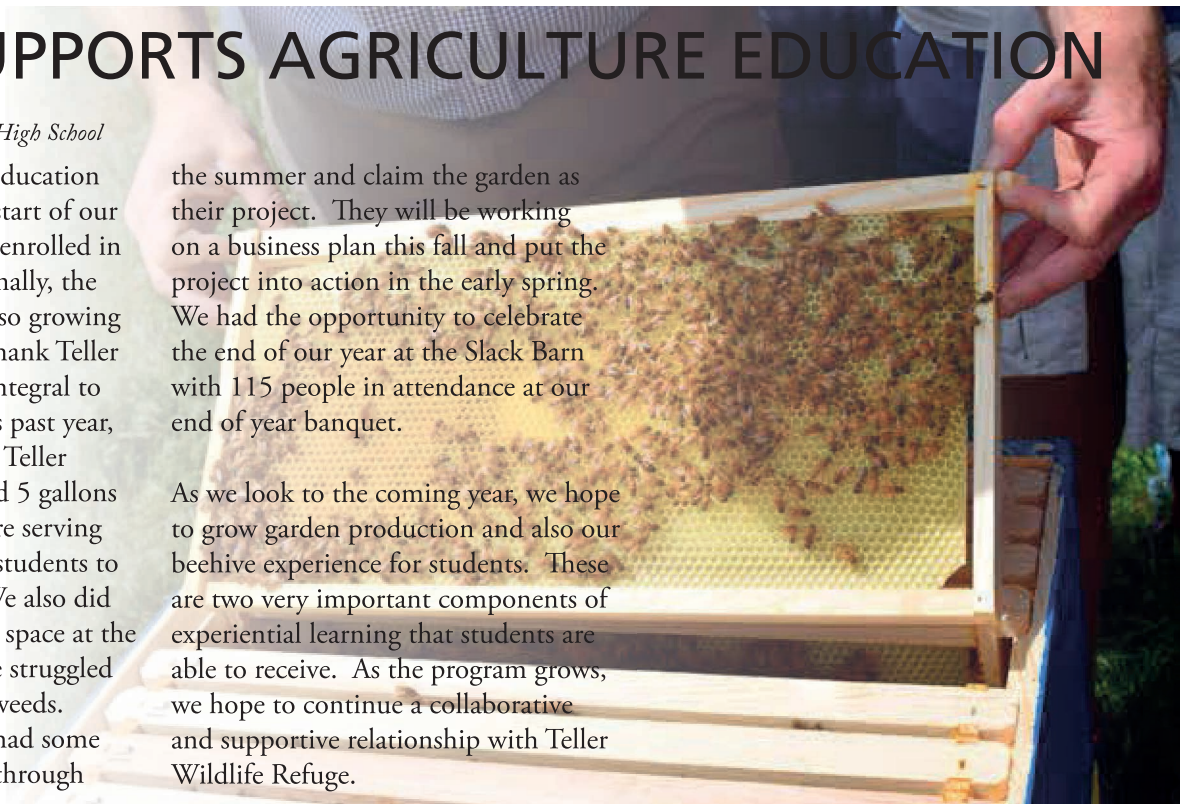 UPPORTS AGRICULTURE EDUCATION
High School
ducation
start of our
enrolled in
nally, the
so growing
hank Teller
ntegral to
s past year,
Teller
d 5 gallons
re serving
students to
We also did
space at the
e struggled
weeds.
had some
through
the summer and claim the garden as
their project.  They will be working
on a business plan this fall and put the
project into action in the early spring.
We had the opportunity to celebrate
the end of our year at the Slack Barn
with 115 people in attendance at our
end of year banquet.
As we look to the coming year, we hope
to grow garden production and also our
beehive experience for students.  These
are two very important components of
experiential learning that students are
able to receive.  As the program grows,
we hope to continue a collaborative
and supportive relationship with Teller
Wildlife Refuge.